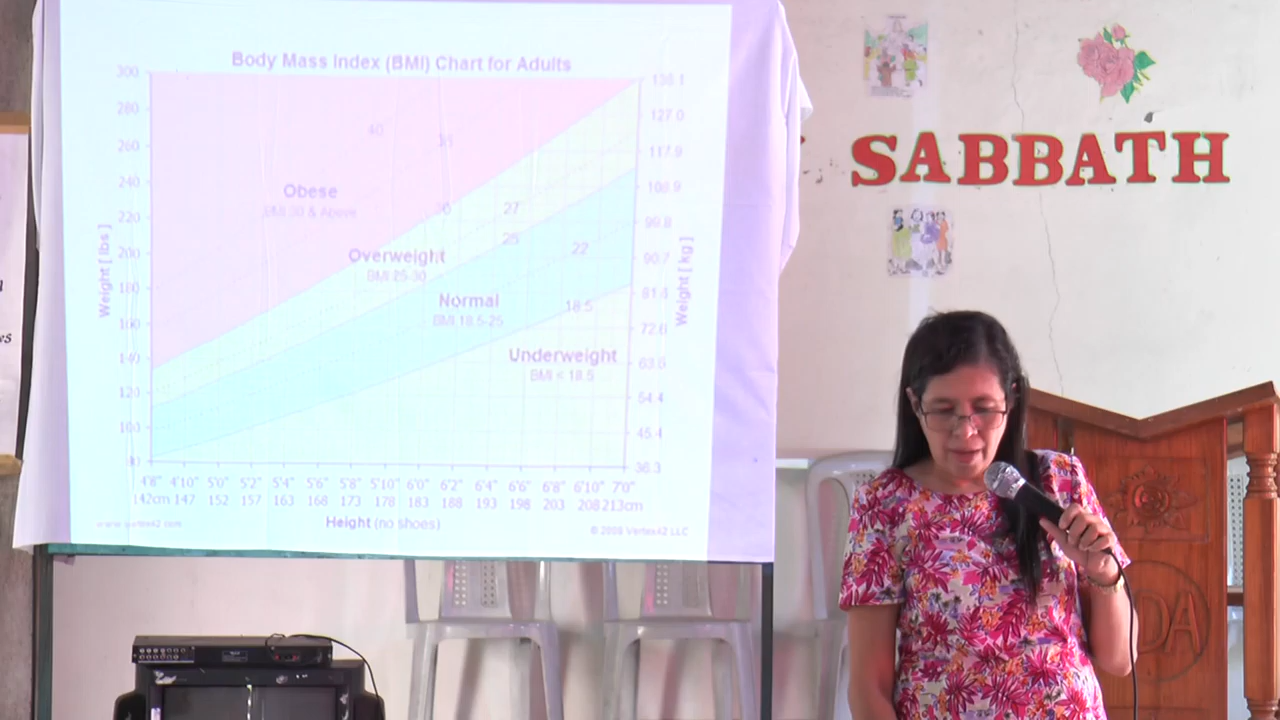 Body Mass Index (BMI) Chart for Adults
300
280
260
240
220
200
180
160
140
120
100
80
Weight [ lbs ]
40
30
27
25
22
18.5
Obese
BMI 30 & Above
Overweight
BMI 25-30
Normal
BMI 18.5-25
Underweight
BMI < 18.5
136.1
127.0
117.9
108.9
99.8
90.7
81.6
72.6
63.5
54.4
45.4
36.3
Weight [ kg ]
4'8" 4'10" 5'0" 5'2" 5'4" 5'6" 5'8" 5'10" 6'0" 6'2" 6'4" 6'6" 6'8" 6'10" 7'0"
142cm 147 152 157 163 168 173 178 183 188 193 198 203 208 213cm
Height (no shoes)
www.vertex42.com
© 2009 Vertex42 LLC
SABBATH
DA